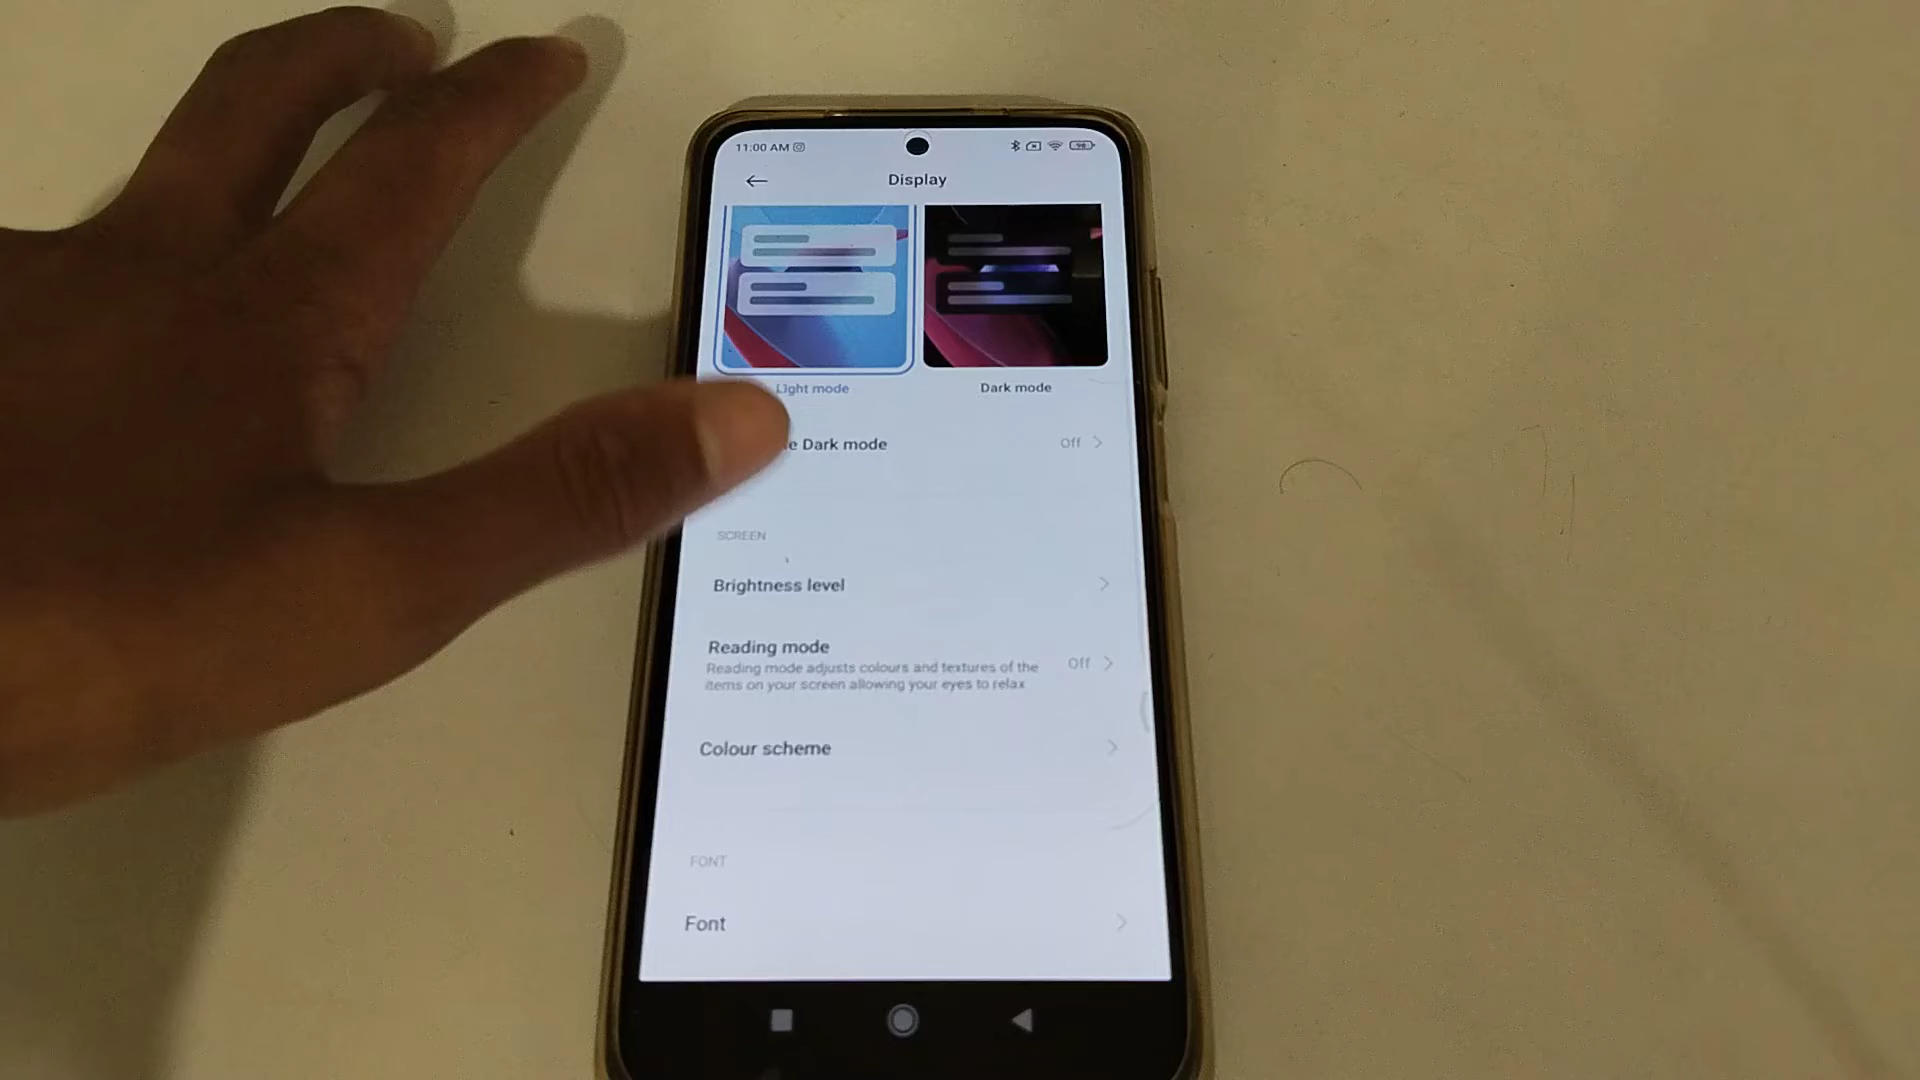 11:00 AM
98
Display
Light mode
Dark mode
Dark mode
Off
SCREEN
Brightness level
Reading mode
Reading mode adjusts colours and textures of the
items on your screen allowing your eyes to relax
Off
Colour scheme
FONT
Font